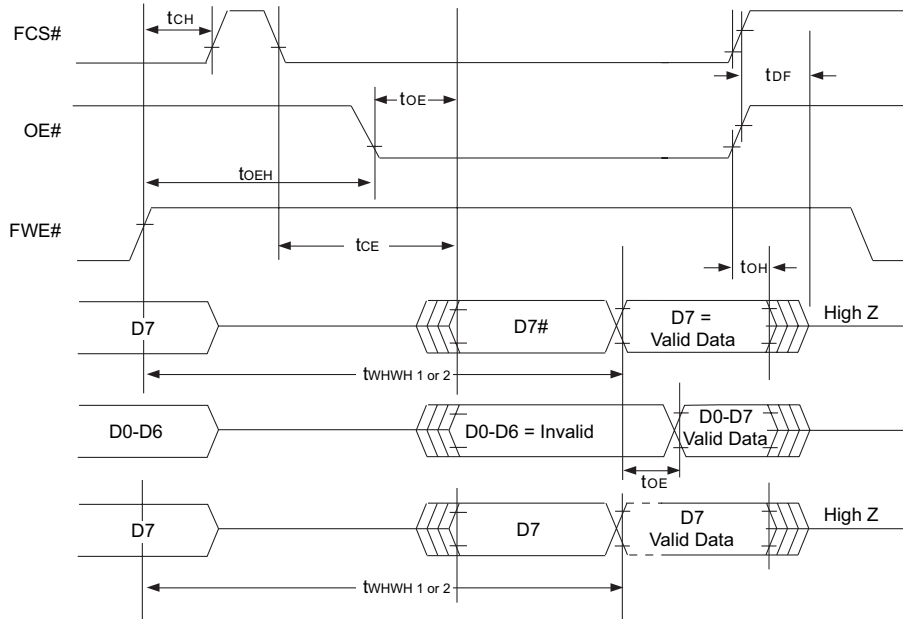 FCS#
tCH
tDF
OE#
tOE
tOEH
FWE#
tCE
tOH
D7
D7#
D7 =
Valid Data
High Z
tWHWH 1 or 2
D0-D6
D0-D6 = Invalid
D0-D7
Valid Data
tOE
D7
D7
D7
Valid Data
High Z
tWHWH 1 or 2